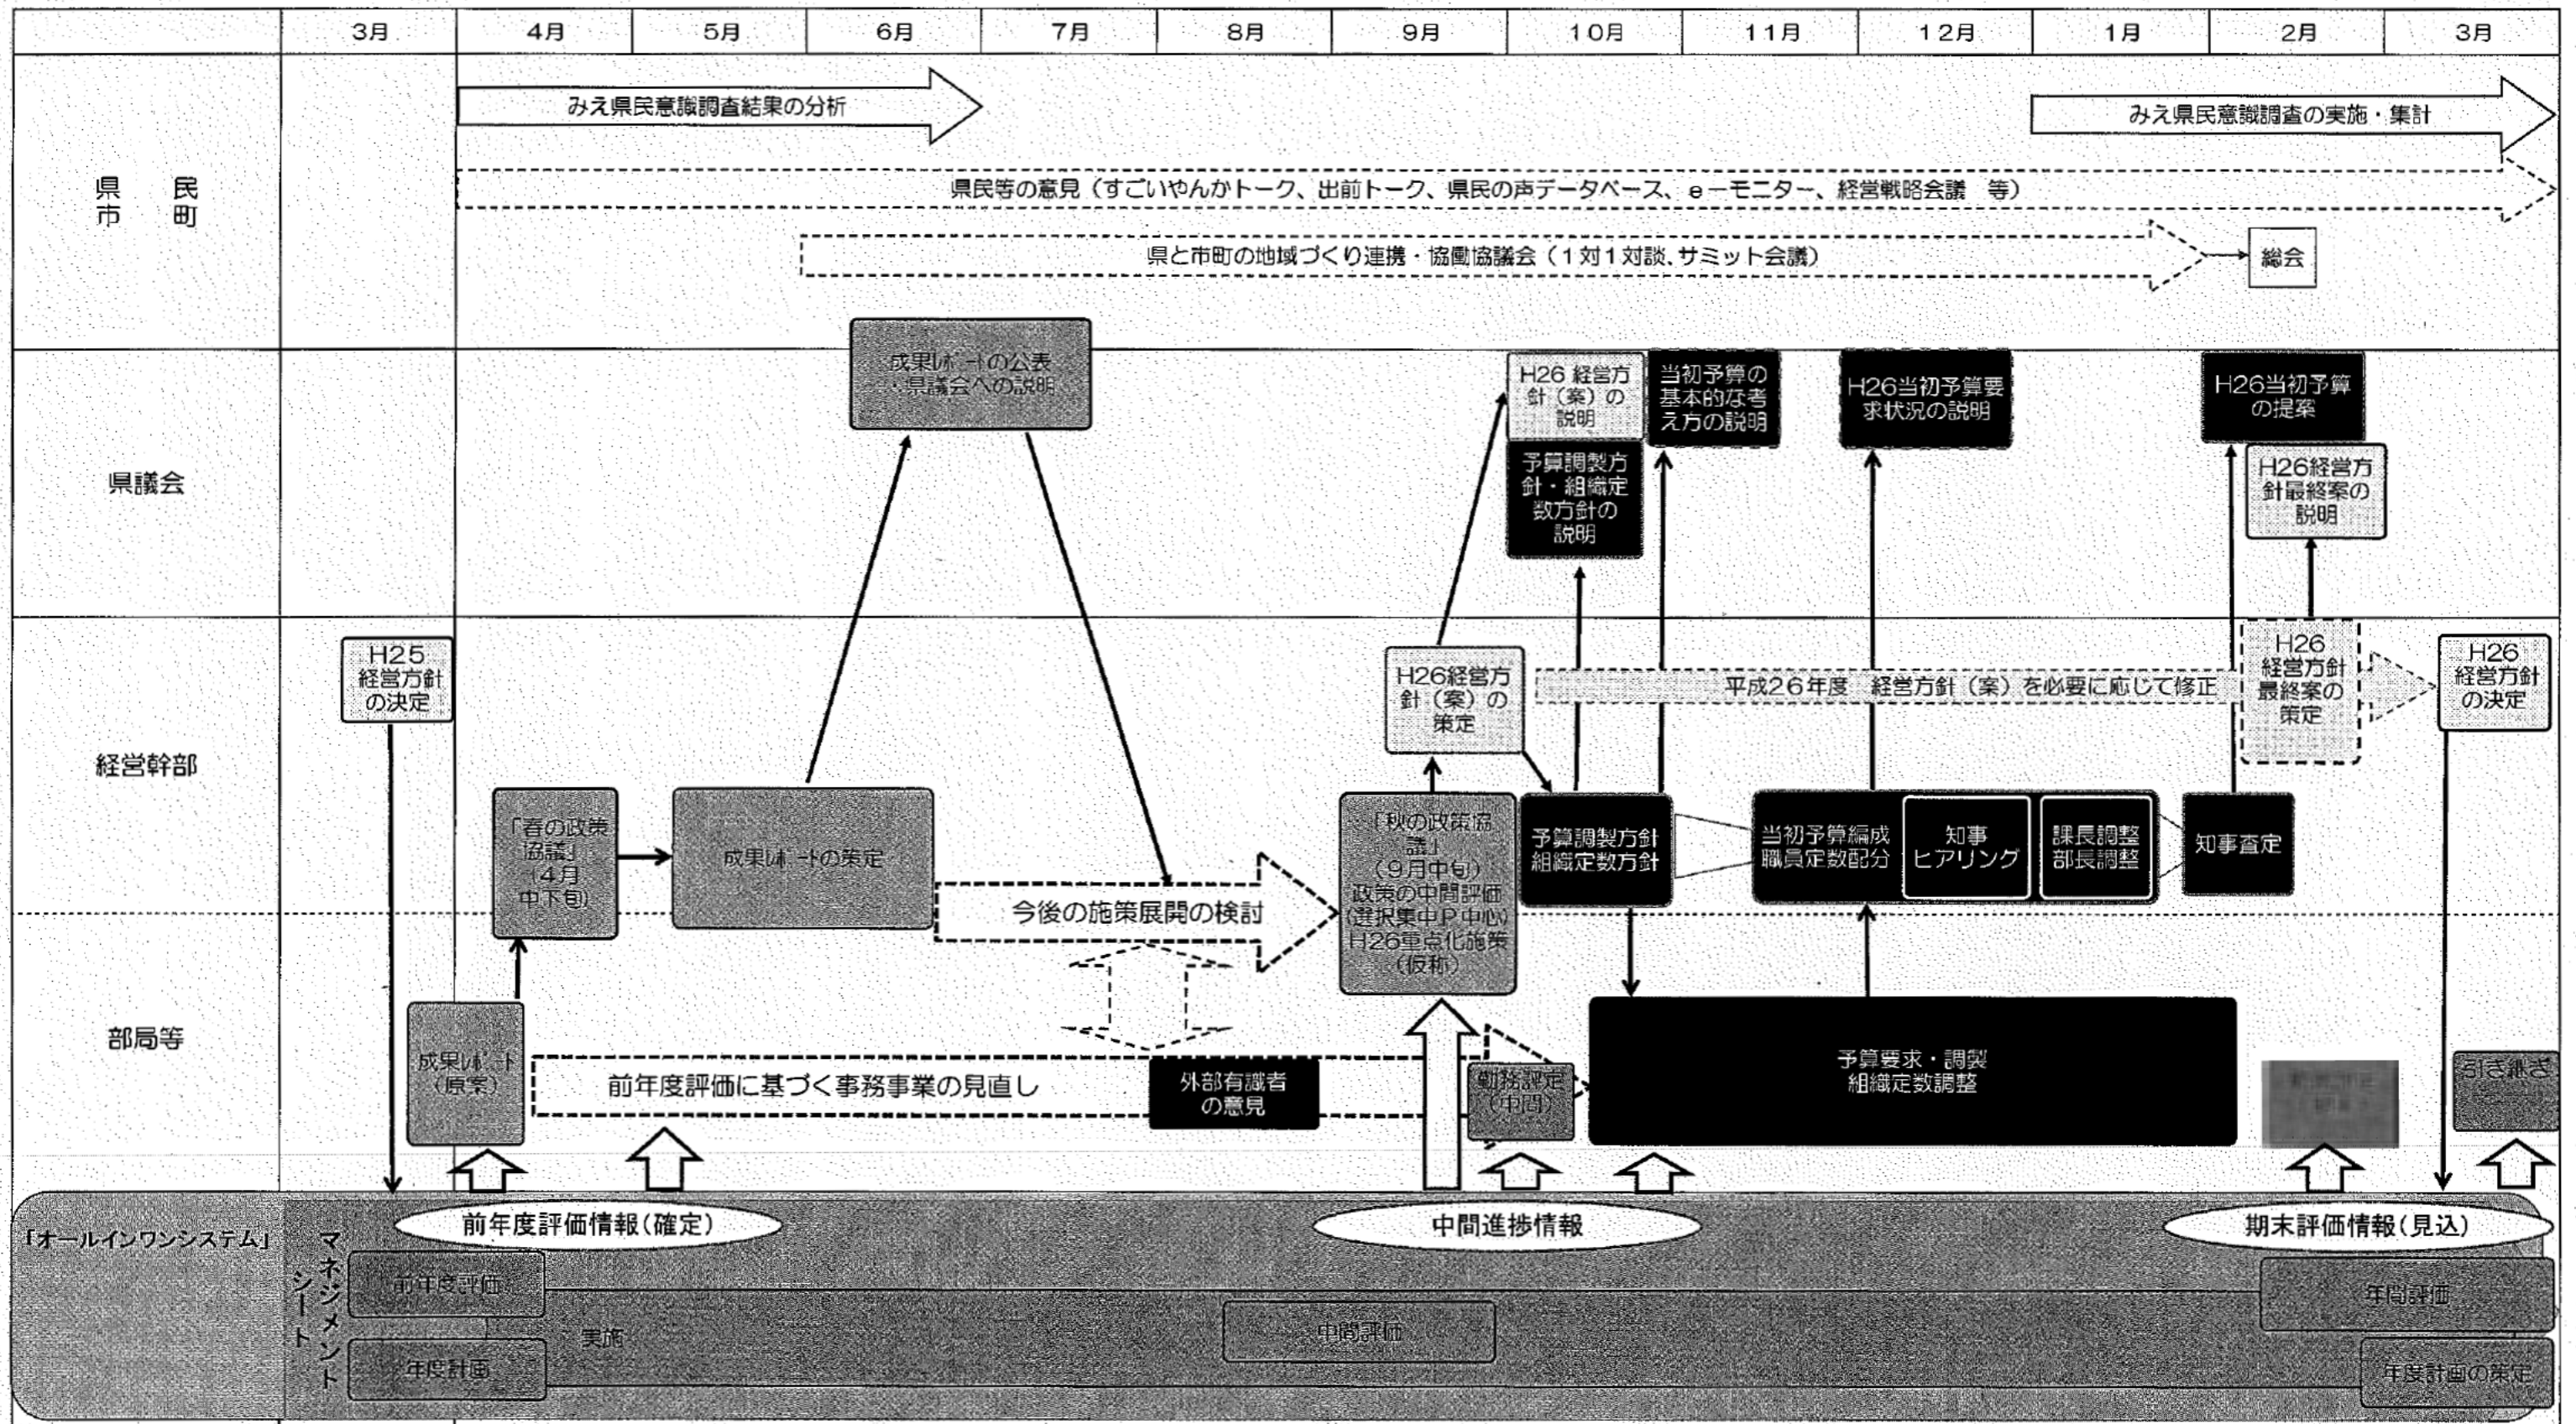 3月
4月
5月
6月
7月
8月
9月
10月
11月
12月
1月
2月
3月
県　民
市　町
みえ県民意識調査結果の分析
みえ県民意識調査の実施・集計
県民等の意見（すごいやんかトーク、出前トーク、県民の声データベース、e－モニター、経営戦略会議　等）
県と市町の地域づくり連携・協働協議会（1対1対談、サミット会議）
総会
県議会
成果ﾚﾎﾟｰﾄの公表
・県議会への説明
H26 経営方
針（案）の
説明
予算調製方
針・組織定
数方針の
説明
当初予算の
基本的な考
え方の説明
H26当初予算要
求状況の説明
H26当初予算
の提案
H26経営方
針最終案の
説明
経営幹部
H25
経営方針
の決定
「春の政策
協議」
（4月
中下旬）
成果ﾚﾎﾟｰﾄの策定
今後の施策展開の検討
H26経営方
針（案）の
策定
「秋の政策協
議」
（9月中旬）
政策の中間評価
(選択集中P中心)
H26重点化施策
（仮称）
平成26年度　経営方針（案）を必要に応じて修正
予算調製方針
組織定数方針
当初予算編成
職員定数配分
知事
ヒアリング
課長調整
部長調整
知事査定
H26
経営方針
最終案の
策定
H26
経営方針
の決定
部局等
成果ﾚﾎﾟｰﾄ
（原案）
前年度評価に基づく事務事業の見直し
外部有識者
の意見
勤務評定
（中間）
予算要求・調製
組織定数調整
引き継ぎ
「オールインワンシステム」
マネジメント
シート
前年度評価情報(確定)
中間進捗情報
期末評価情報(見込)
前年度評価
年度計画
実施
中間評価
年間評価
年度計画の策定